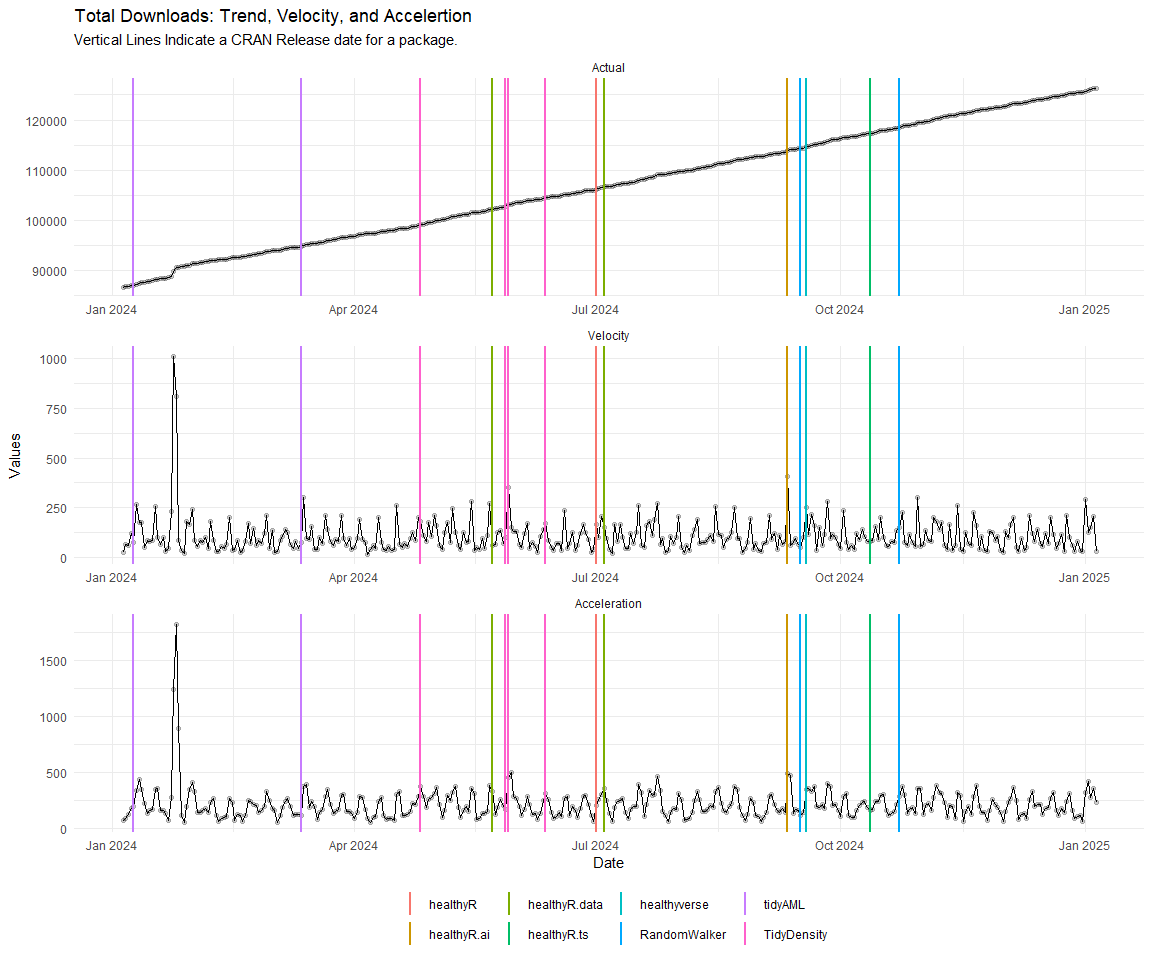 Total Downloads: Trend, Velocity, and Accelertion
Vertical Lines Indicate a CRAN Release date for a package.
Actual
120000
110000
100000
90000
Jan 2024 Apr 2024 Jul 2024 Oct 2024 Jan 2025
Velocity
1000
750
500
250
0
Jan 2024 Apr 2024 Jul 2024 Oct 2024 Jan 2025
Values
Acceleration
1500
1000
500
0
Jan 2024 Apr 2024 Jul 2024 Oct 2024 Jan 2025
Date
healthyR healthyR.data healthyverse tidyAML
healthyR.ai healthyR.ts RandomWalker TidyDensity